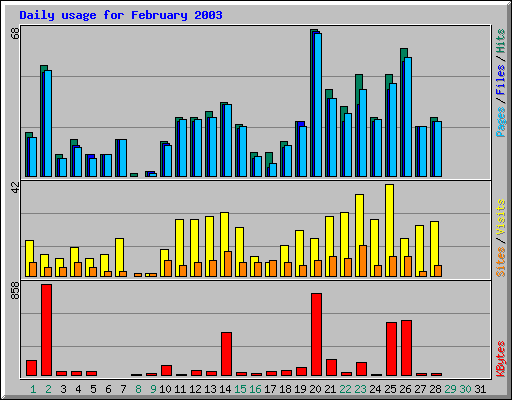 Daily usage for February 2003
68
Pages / Files / Hits
42
Sites / Visits
858
KBytes
1 2 3 4 5 6 7 8 9 10 11 12 13 14 15 16 17 18 19 20 21 22 23 24 25 26 27 28 29 30 31